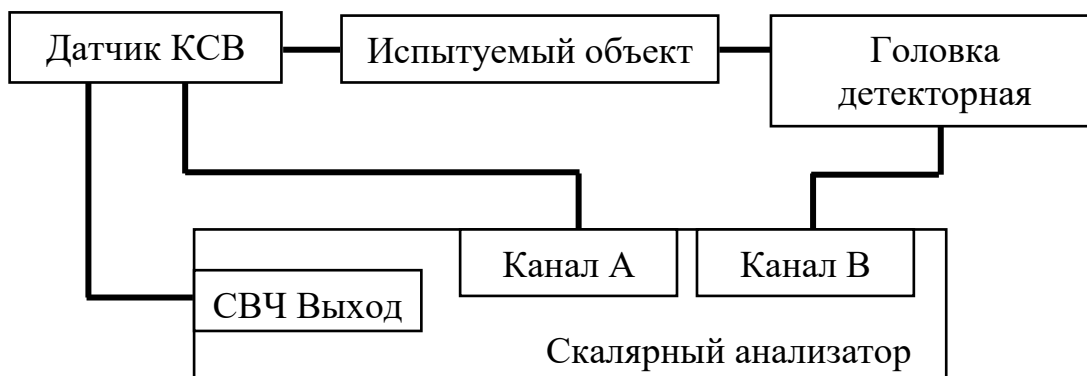 Датчик КСВ
Испытуемый объект
Головка
детекторная
Канал А
Канал В
СВЧ Выход
Скалярный анализатор